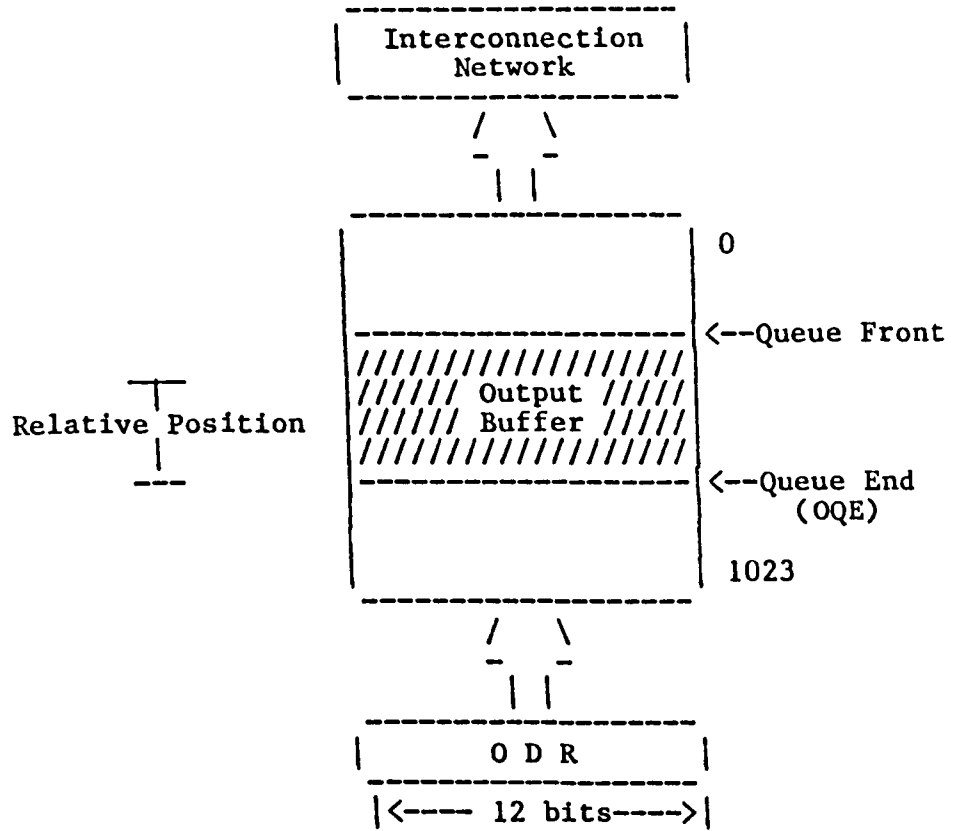 Interconnection
Network
0
<--Queue Front
Output
Relative Position
Buffer
<--Queue End
(OQE)
1023
O D R
|<---- 12 bits---->|